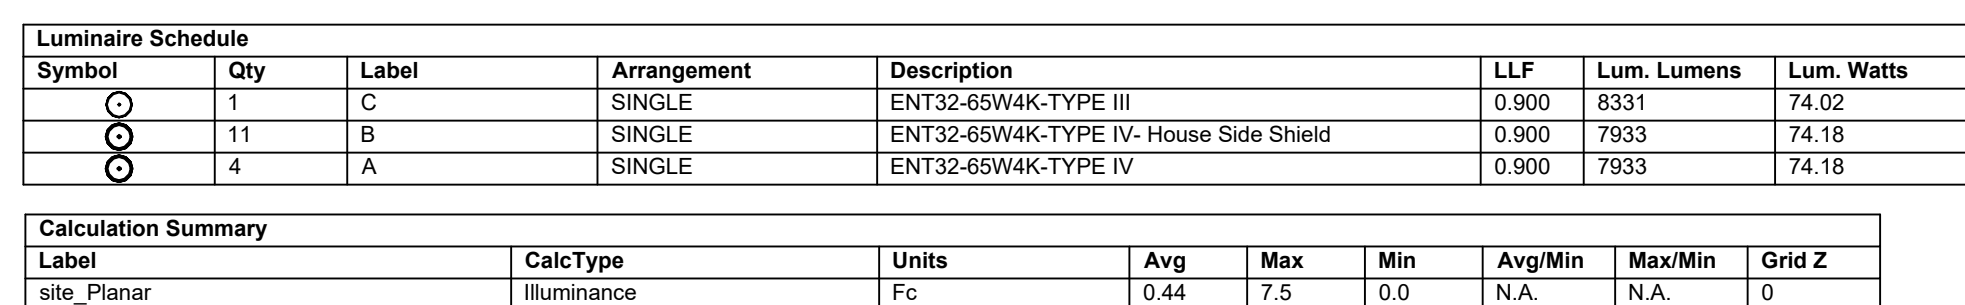 Luminaire Schedule
Symbol Qty Label Arrangement Description LLF Lum. Lumens Lum. Watts
1 C SINGLE ENT32-65W4K-TYPE III 0.900 8331 74.02
11 B SINGLE ENT32-65W4K-TYPE IV- House Side Shield 0.900 7933 74.18
4 A SINGLE ENT32-65W4K-TYPE IV 0.900 7933 74.18
Calculation Summary
Label CalcType Units Avg Max Min Avg/Min Max/Min Grid Z
site_Planar Illuminance Fc 0.44 7.5 0.0 N.A. N.A. 0